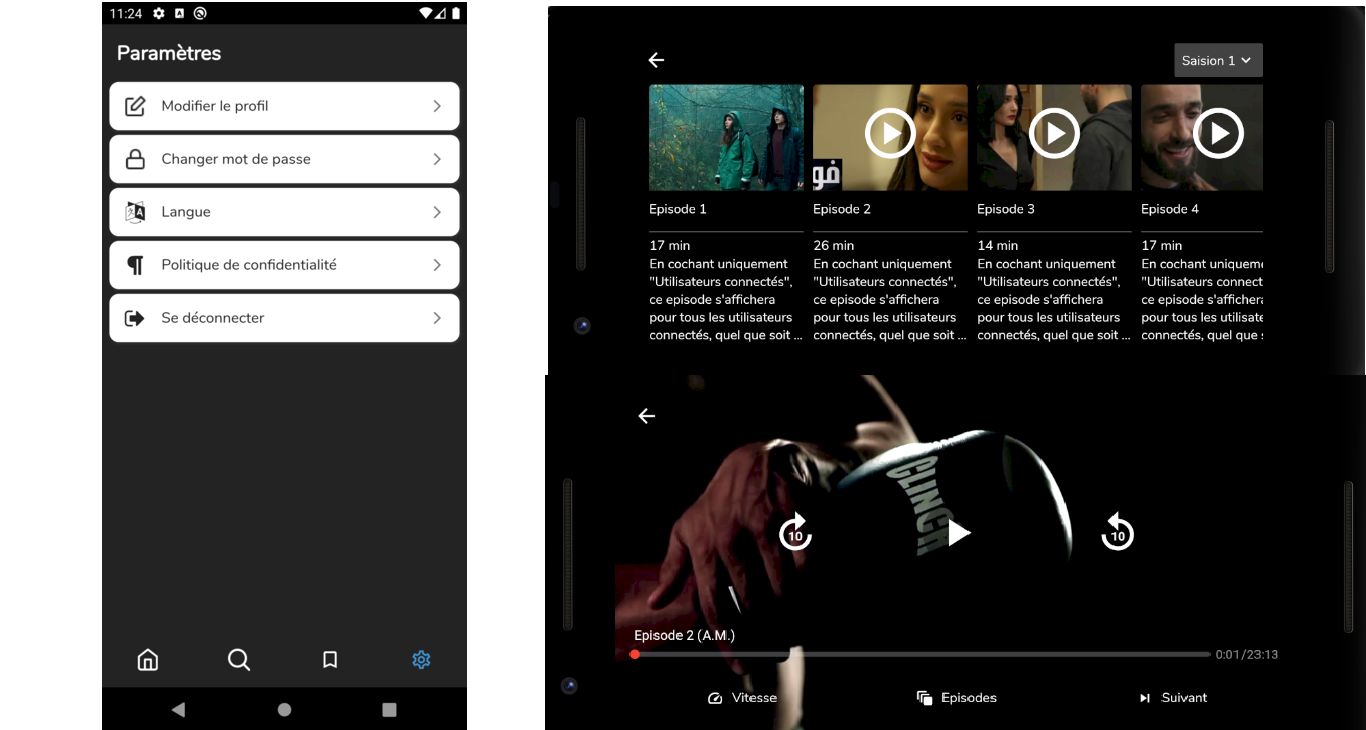 11:24
Paramètres
Modifier le profil
Changer mot de passe
Langue
Politique de confidentialité
Se déconnecter
Saision 1
فو
Episode 1
Episode 2
Episode 3
Episode 4
17 min
26 min
14 min
17 min
En cochant uniquement
"Utilisateurs connectés",
ce episode s'affichera
pour tous les utilisateurs
connectés, quel que soit ...
En cochant uniquement
"Utilisateurs connectés",
ce episode s'affichera
pour tous les utilisateurs
connectés, quel que soit ...
En cochant uniquement
"Utilisateurs connectés",
ce episode s'affichera
pour tous les utilisateurs
connectés, quel que soit ...
En cochant uniqueme
"Utilisateurs connect
ce episode s'affichera
pour tous les utilisate
connectés, quel que
CLINCH
10
10
Episode 2 (A.M.)
0:01/23:13
Vitesse
Episodes
Suivant